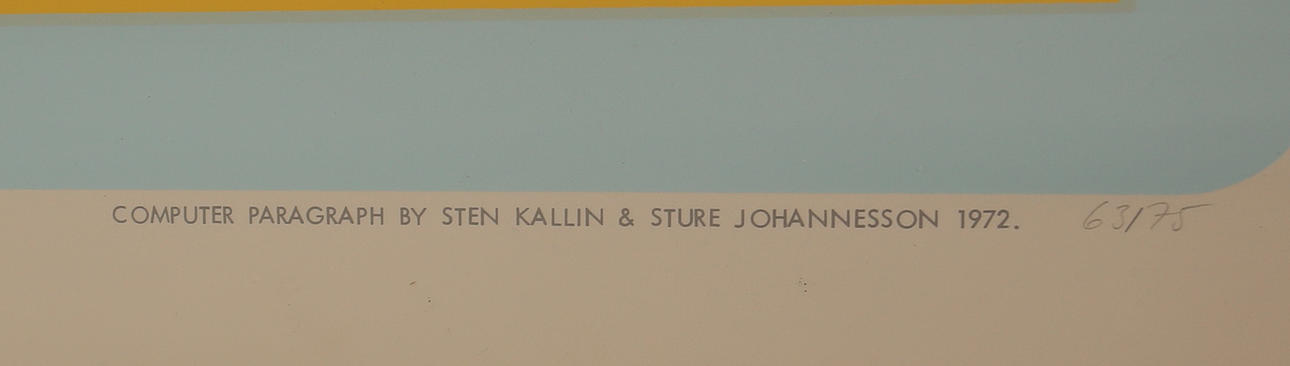 COMPUTER PARAGRAPH BY STEN KALLIN & STURE JOHANNESSON 1972. 63/75